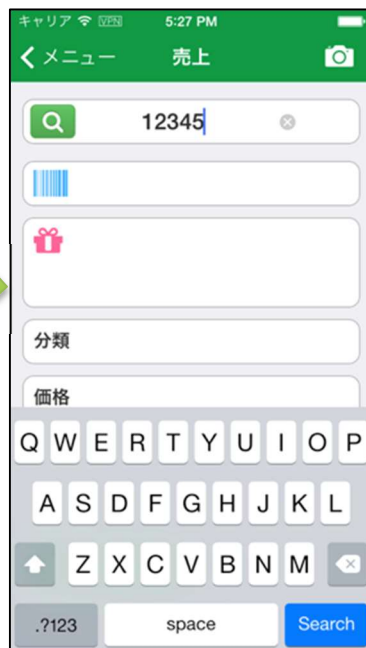 キャリア VPN 5:27 PM
メニュー 売上
12345
分類
価格
Q W E R T Y U I O P
A S D F G H J K L
Z X C V B N M
.?123 space Search